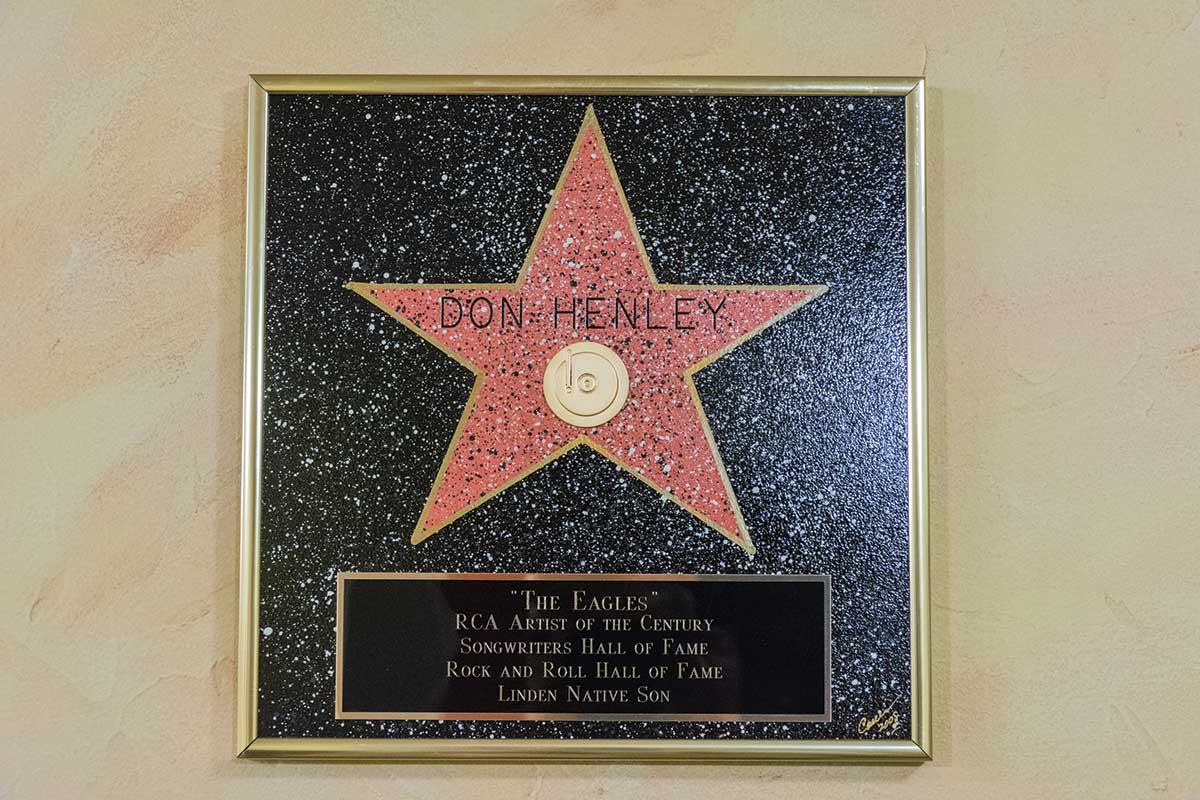 DON HENLEY
"The Eagles"
RCA Artist of the Century
Songwriters Hall of Fame
Rock and Roll Hall of Fame
Linden Native Son